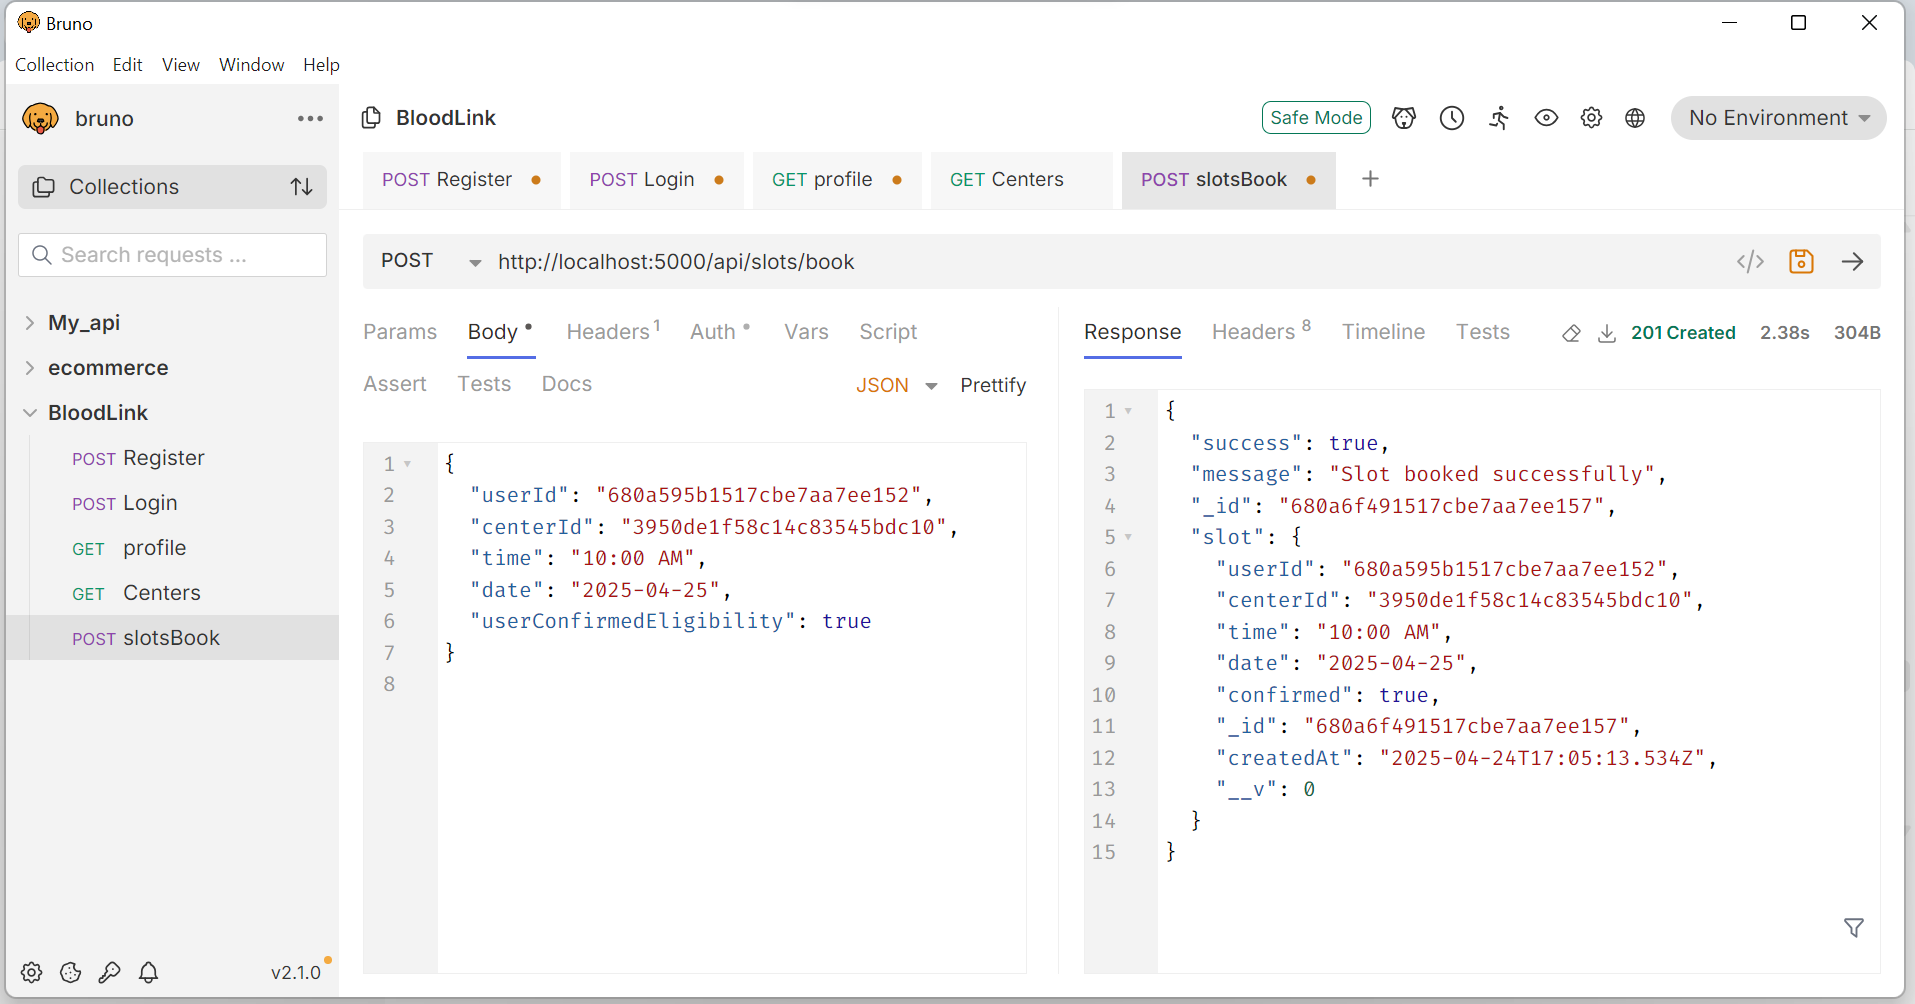 Bruno
Collection Edit View Window Help
bruno
Collections
Search requests ...
My_api
ecommerce
BloodLink
POST Register
POST Login
GET profile
GET Centers
POST slotsBook
v2.1.0
BloodLink
Safe Mode
No Environment
POST Register
POST Login
GET profile
GET Centers
POST slotsBook
POST http://localhost:5000/api/slots/book
Params Body Headers 1 Auth Vars Script
Assert Tests Docs JSON Prettify
1 {
2 "userId": "680a595b1517cbe7aa7ee152",
3 "centerId": "3950de1f58c14c83545bdc10",
4 "time": "10:00 AM",
5 "date": "2025-04-25",
6 "userConfirmedEligibility": true
7 }
8
Response Headers 8 Timeline Tests 201 Created 2.38s 304B
1 {
2 "success": true,
3 "message": "Slot booked successfully",
4 "_id": "680a6f491517cbe7aa7ee157",
5 "slot": {
6 "userId": "680a595b1517cbe7aa7ee152",
7 "centerId": "3950de1f58c14c83545bdc10",
8 "time": "10:00 AM",
9 "date": "2025-04-25",
10 "confirmed": true,
11 "_id": "680a6f491517cbe7aa7ee157",
12 "createdAt": "2025-04-24T17:05:13.534Z",
13 "__v": 0
14 }
15 }